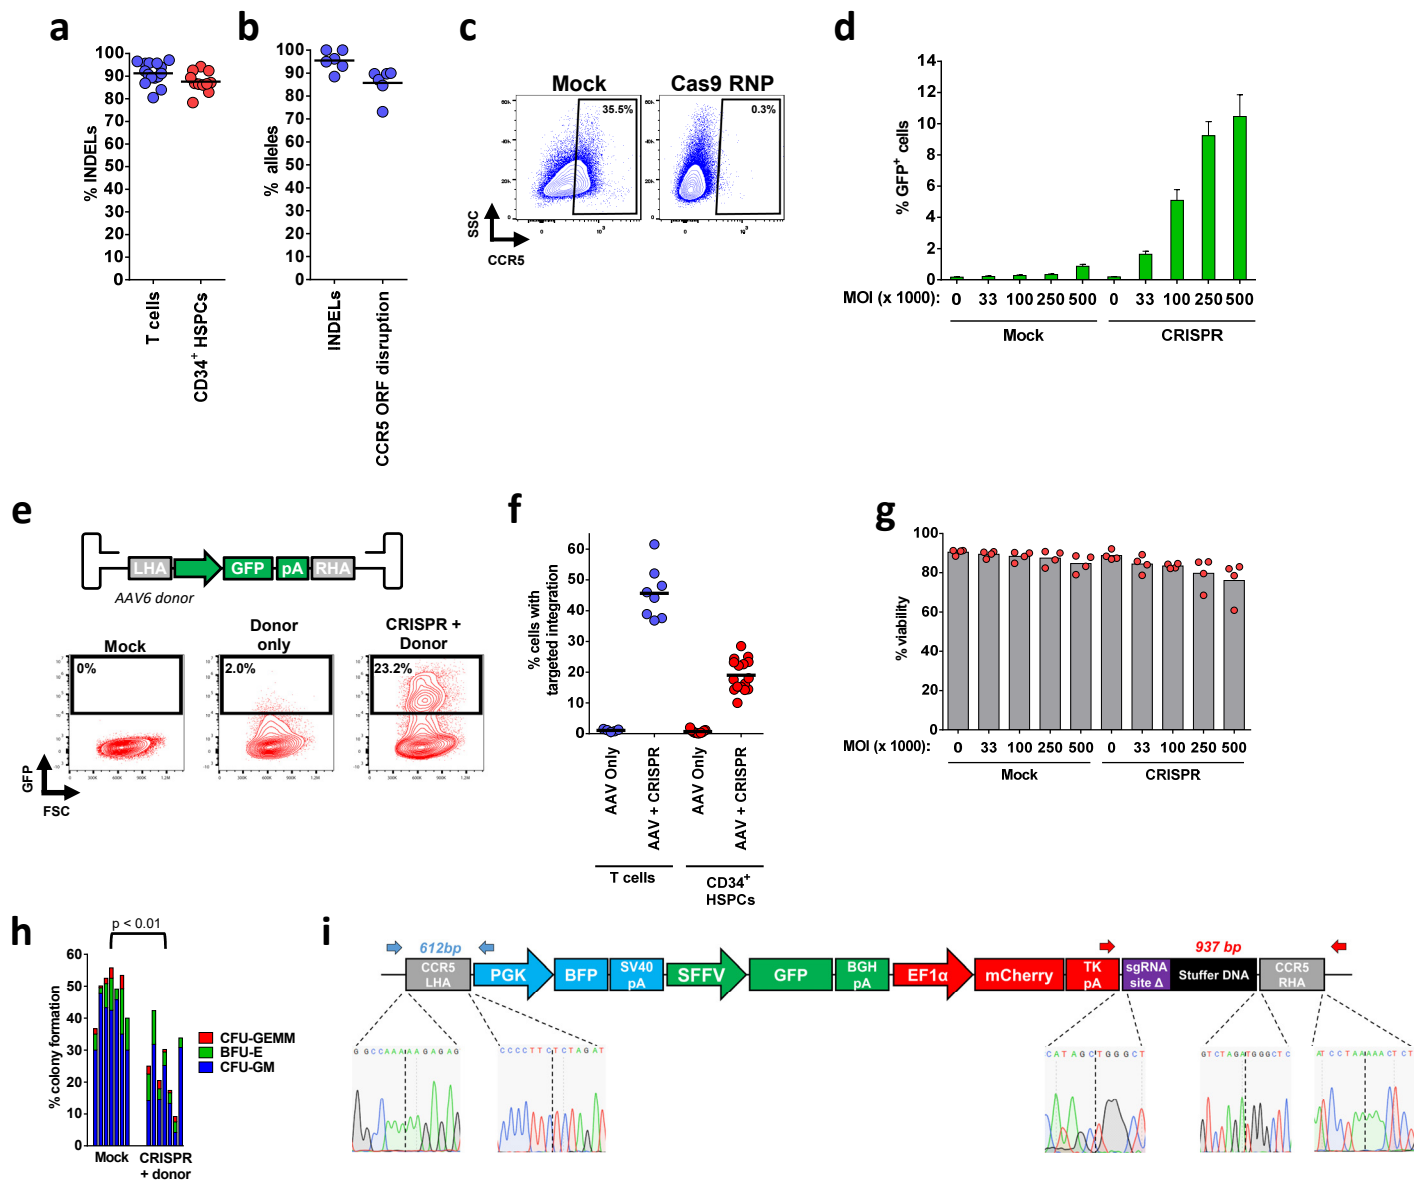 a
% INDELs
100
90
80
70
60
50
40
30
20
10
0
T cells
CD34+ HSPCs
b
% alleles
100
90
80
70
60
50
40
30
20
10
0
INDELs
CCR5 ORF disruption
c
Mock
Cas9 RNP
35.5%
0.3%
SSC
CCR5
d
% GFP+ cells
14
12
10
8
6
4
2
0
MOI (x 1000): 0 33 100 250 500 0 33 100 250 500
Mock
CRISPR
e
LHA
GFP
pA
RHA
AAV6 donor
Mock
Donor
only
CRISPR +
Donor
0%
2.0%
23.2%
GFP
FSC
f
% cells with
targeted integration
60
50
40
30
20
10
0
AAV Only
AAV + CRISPR
AAV Only
AAV + CRISPR
T cells
CD34+
HSPCs
g
% viability
100
80
60
40
20
0
MOI (x 1000): 0 33 100 250 500 0 33 100 250 500
Mock
CRISPR
h
p < 0.01
% colony formation
60
50
40
30
20
10
0
Mock
CRISPR
+ donor
CFU-GEMM
BFU-E
CFU-GM
i
612bp
937 bp
CCR5
LHA
PGK
BFP
SV40
pA
SFFV
GFP
BGH
pA
EF1α
mCherry
TK
pA
sgRNA
site Δ
Stuffer DNA
CCR5
RHA
GGCCAAAAAGAGAG
CCCCTTCTCTAGAT
CATAGCTGGGCT
GTCTAGATGGGCTC
ATCCTAAAAACTCT